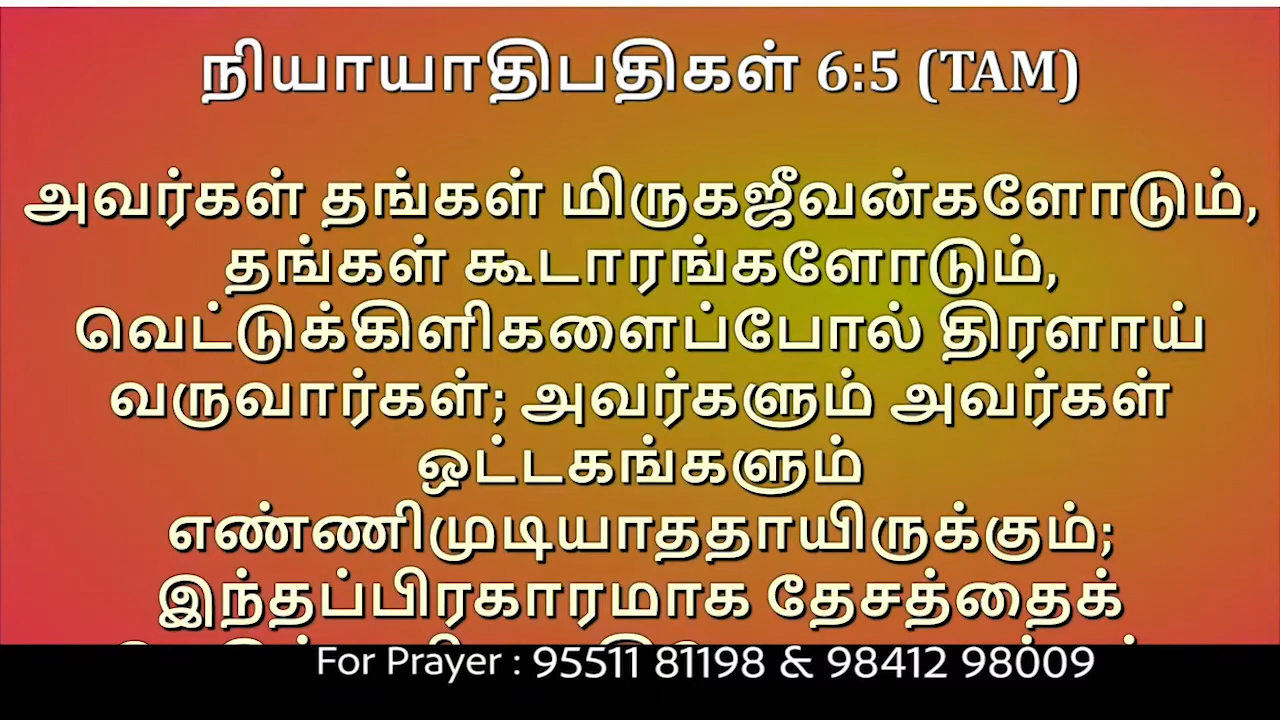 நியாயாதிபதிகள் 6:5 (TAM)
அவர்கள் தங்கள் மிருகஜீவன்களோடும்,
தங்கள் கூடாரங்களோடும்,
வெட்டுக்கிளிகளைப்போல் திரளாய்
வருவார்கள்; அவர்களும் அவர்கள்
ஒட்டகங்களும்
எண்ணிமுடியாததாயிருக்கும்;
இந்தப்பிரகாரமாக தேசத்தைக்
For Prayer : 95511 81198 & 98412 98009